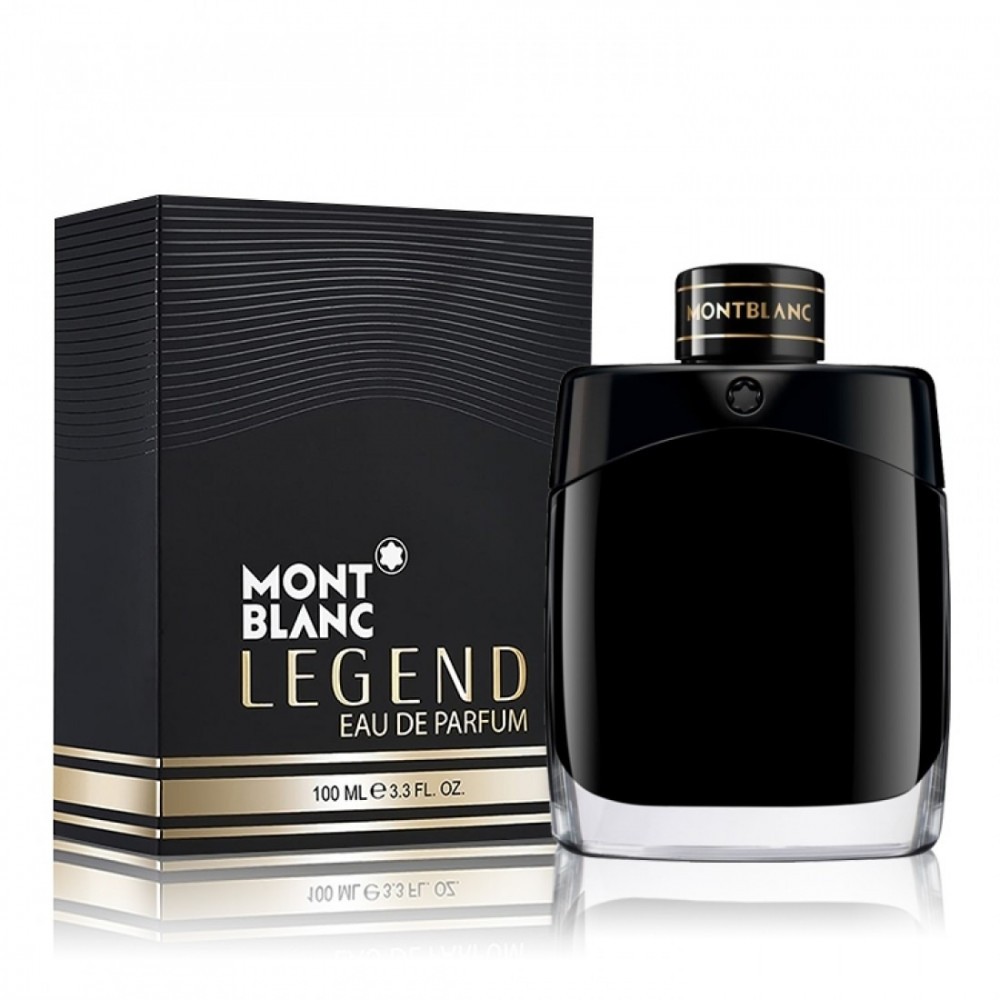 MONT
BLANC
LEGEND
EAU DE PARFUM
100 ML e 3.3 FL. OZ.
MONTBLANC